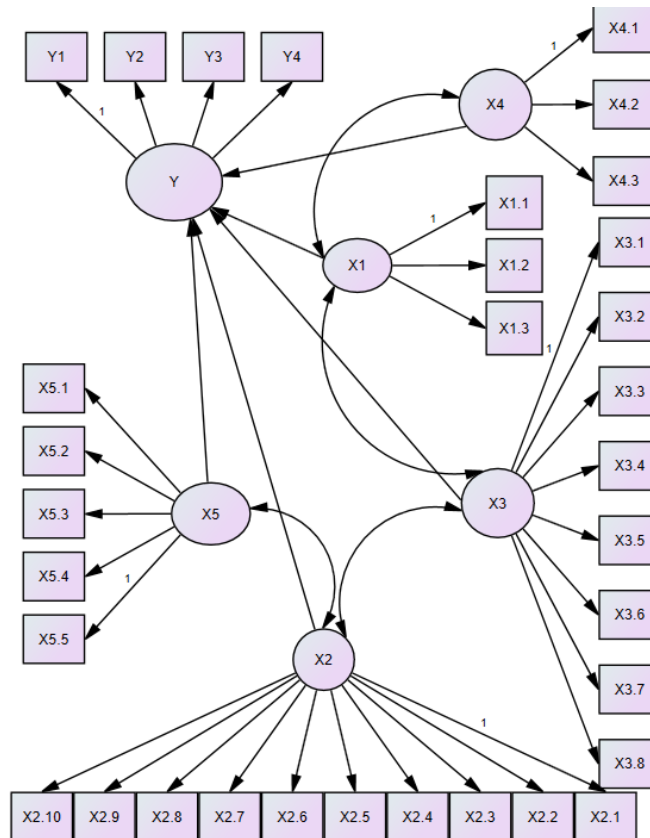 X4.1
1
Y1
Y2
Y3
Y4
X4
X4.2
1
Y
X4.3
X1.1
1
X3.1
X1
X1.2
X3.2
X1.3
1
X5.1
X3.3
X5.2
X3.4
X5.3
X5
X3
X3.5
X5.4
1
X5.5
X3.6
X2
X3.7
1
X3.8
X2.10
X2.9
X2.8
X2.7
X2.6
X2.5
X2.4
X2.3
X2.2
X2.1